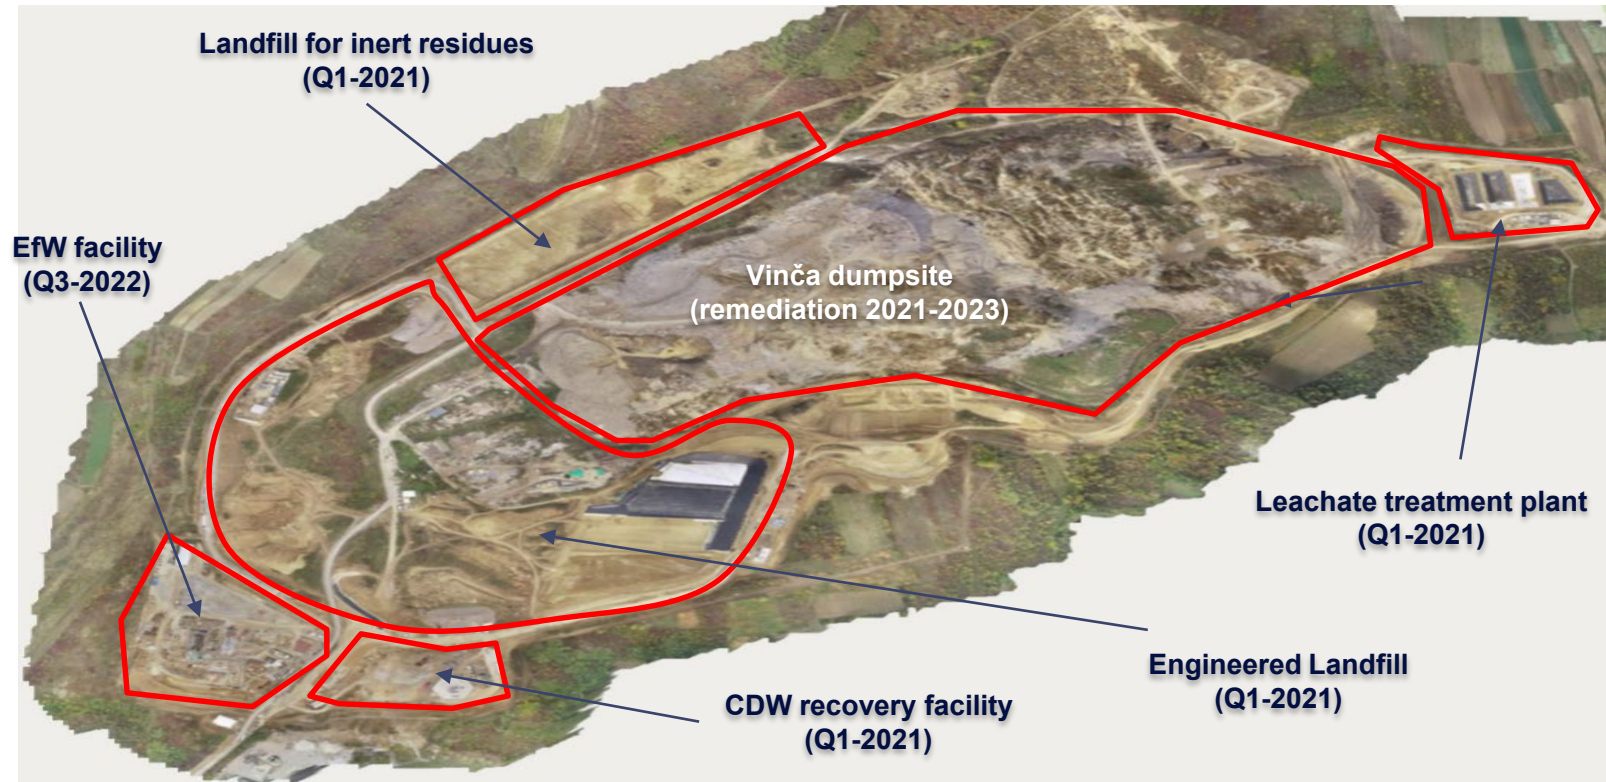 Landfill for inert residues
(Q1-2021)
EfW facility
(Q3-2022)
Vinča dumpsite
(remediation 2021-2023)
Leachate treatment plant
(Q1-2021)
Engineered Landfill
(Q1-2021)
CDW recovery facility
(Q1-2021)